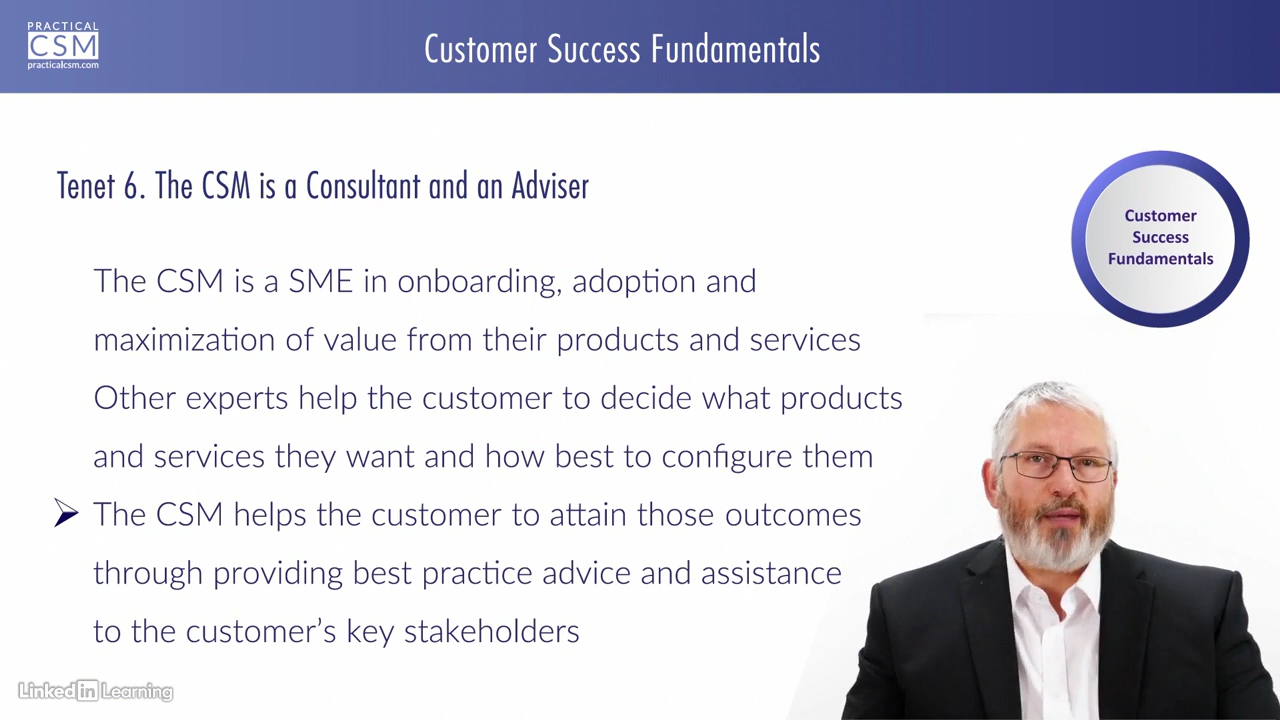 PRACTICAL
CSM
practicalcsm.com
Customer Success Fundamentals
Tenet 6. The CSM is a Consultant and an Adviser
Customer
Success
Fundamentals
The CSM is a SME in onboarding, adoption and
maximization of value from their products and services
Other experts help the customer to decide what products
and services they want and how best to configure them
The CSM helps the customer to attain those outcomes
through providing best practice advice and assistance
to the customer's key stakeholders
Linked in Learning